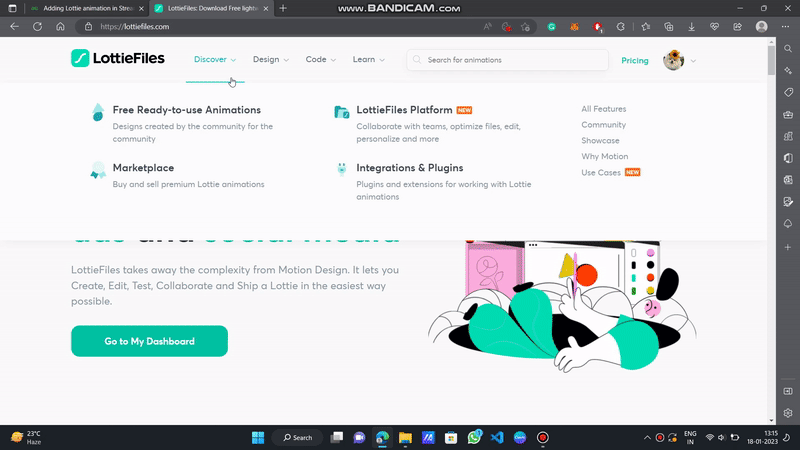 www.BANDICAM.com
Adding Lottie animation in Strea
LottieFiles: Download Free lightw
https://lottiefiles.com
LottieFiles
Discover
Design
Code
Learn
Search for animations
Pricing
Free Ready-to-use Animations
Designs created by the community for the
community
Marketplace
Buy and sell premium Lottie animations
LottieFiles Platform NEW
Collaborate with teams, optimize files, edit,
personalize and more
Integrations & Plugins
Plugins and extensions for working with Lottie
animations
All Features
Community
Showcase
Why Motion
Use Cases NEW
ads and social media
LottieFiles takes away the complexity from Motion Design. It lets you
Create, Edit, Test, Collaborate and Ship a Lottie in the easiest way
possible.
Go to My Dashboard
23°C
Haze
Search
ENG
IN
13:15
18-01-2023